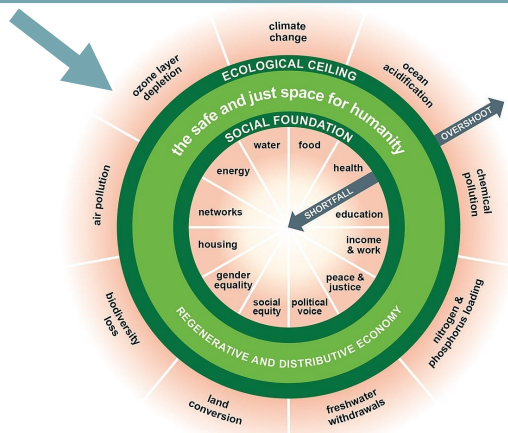 climate
change
ozone layer
depletion
ocean
acidification
ECOLOGICAL CEILING
the safe and just space for humanity
OVERSHOOT
SOCIAL FOUNDATION
water
food
energy
health
SHORTFALL
air pollution
chemical
pollution
networks
education
housing
income
& work
gender
equality
peace &
justice
social
equity
political
voice
biodiversity
loss
nitrogen &
phosphorus loading
REGENERATIVE AND DISTRIBUTIVE ECONOMY
land
conversion
freshwater
withdrawals